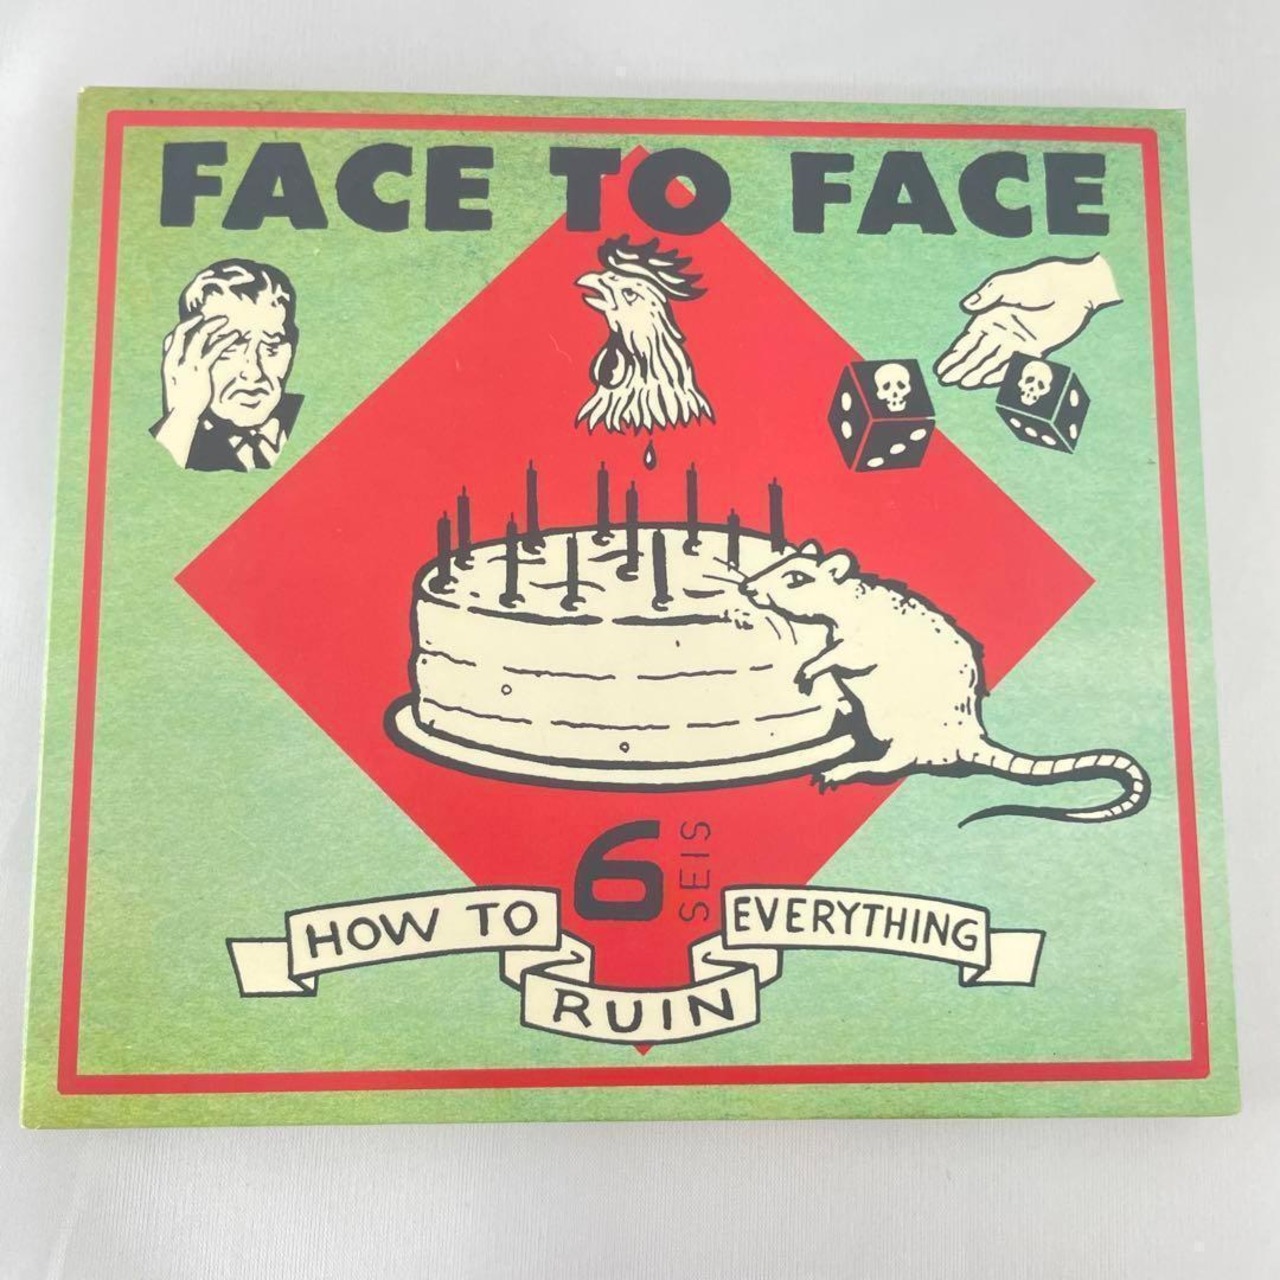 FACE TO FACE
6
SEIS
HOW TO
RUIN
EVERYTHING